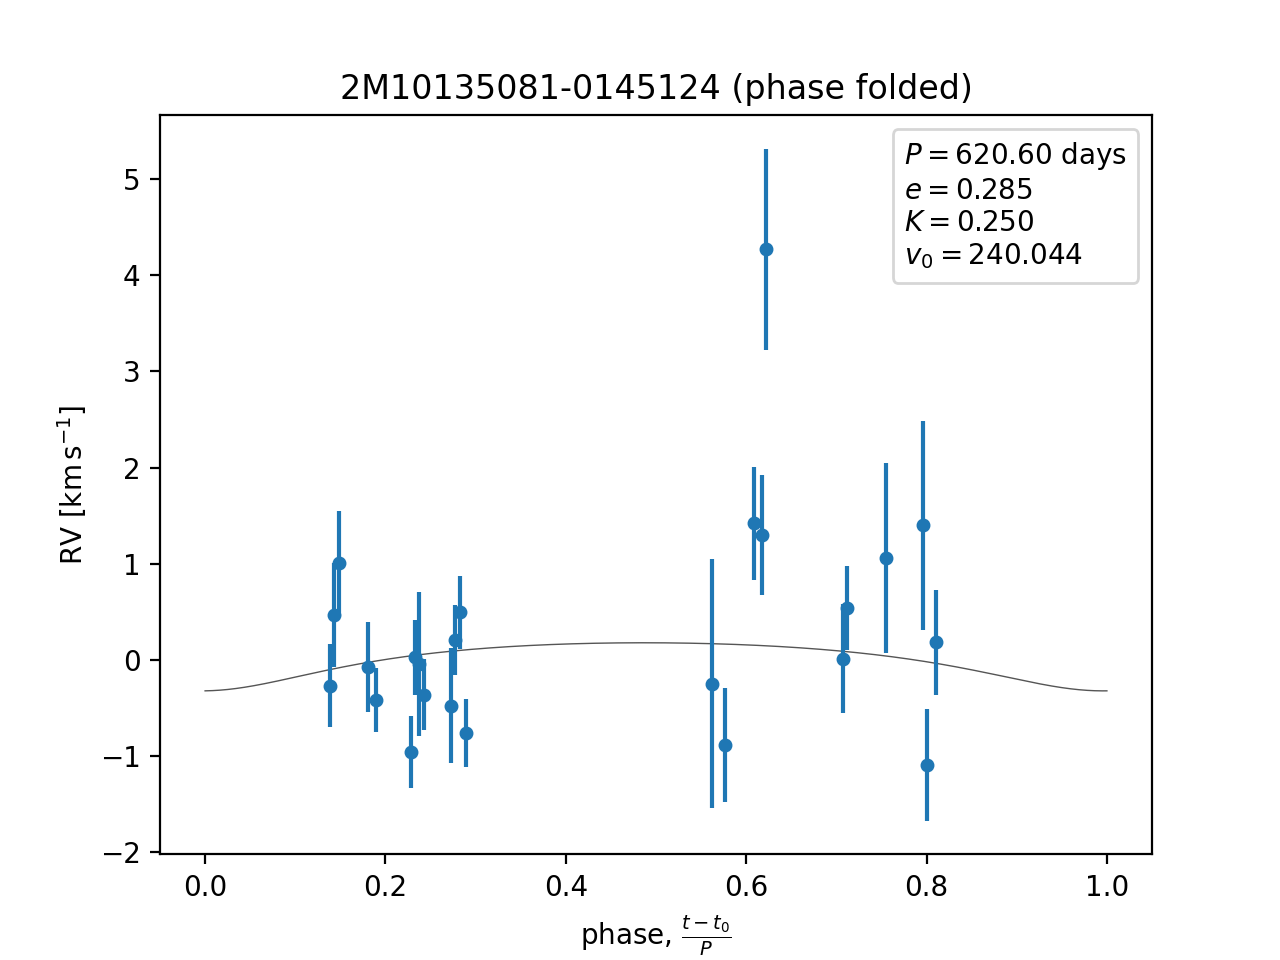 2M10135081-0145124 (phase folded)
P = 620.60 days
e = 0.285
K = 0.250
v₀ = 240.044
RV [km s⁻¹]
5
4
3
2
1
0
−1
−2
0.0 0.2 0.4 0.6 0.8 1.0
phase, (t − t₀)/P